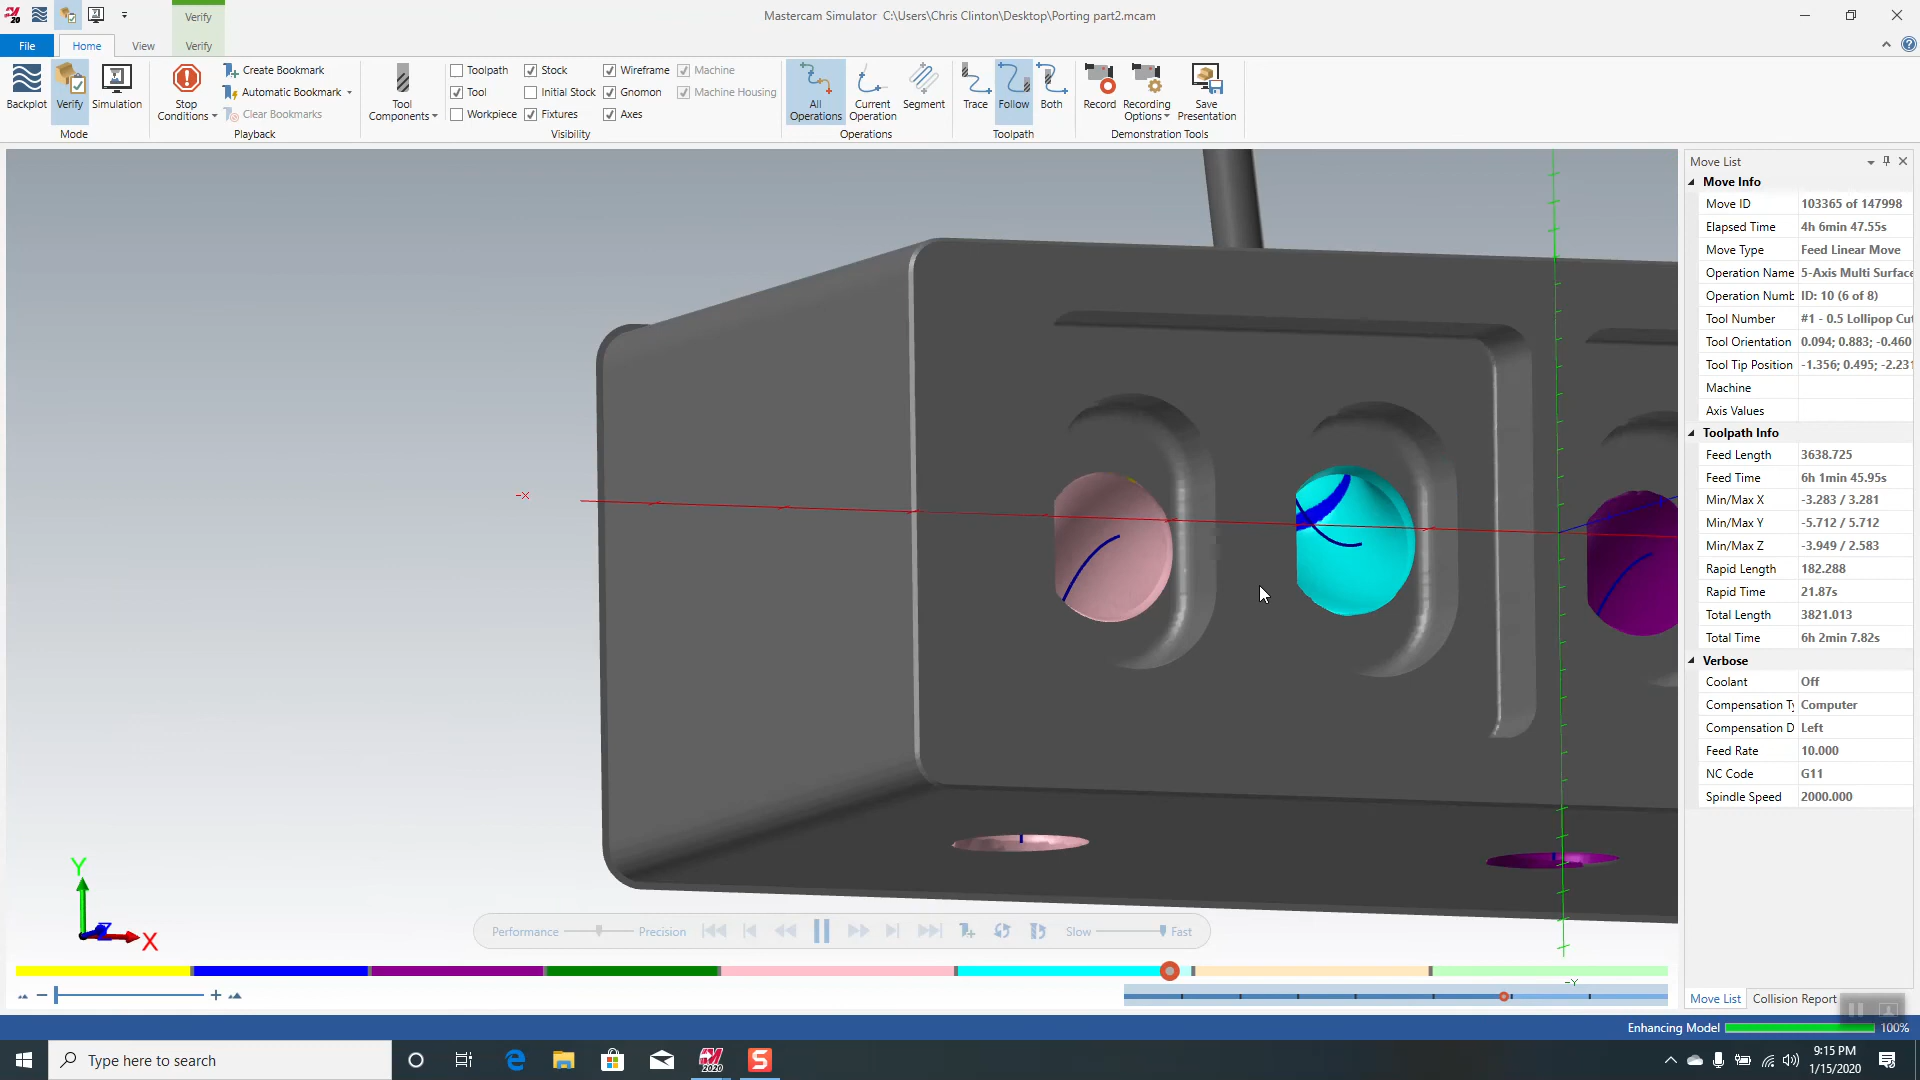 Verify
Mastercam Simulator C:\Users\Chris Clinton\Desktop\Porting part2.mcam
File Home View Verify
Backplot Verify Simulation
Mode
Stop Conditions
Create Bookmark
Automatic Bookmark
Clear Bookmarks
Playback
Tool Components
Toolpath Stock Wireframe Machine
Tool Initial Stock Gnomon Machine Housing
Workpiece Fixtures Axes
Visibility
All Operations
Current Operation
Segment
Operations
Trace Follow Both
Toolpath
Record
Recording Options
Save Presentation
Demonstration Tools
-X
Y
Z
X
-Y
Performance Precision Slow Fast
Move List
Move Info
Move ID 103365 of 147998
Elapsed Time 4h 6min 47.55s
Move Type Feed Linear Move
Operation Name 5-Axis Multi Surface
Operation Numb ID: 10 (6 of 8)
Tool Number #1 - 0.5 Lollipop Cut
Tool Orientation 0.094; 0.883; -0.460
Tool Tip Position -1.356; 0.495; -2.231
Machine
Axis Values
Toolpath Info
Feed Length 3638.725
Feed Time 6h 1min 45.95s
Min/Max X -3.283 / 3.281
Min/Max Y -5.712 / 5.712
Min/Max Z -3.949 / 2.583
Rapid Length 182.288
Rapid Time 21.87s
Total Length 3821.013
Total Time 6h 2min 7.82s
Verbose
Coolant Off
Compensation Ty Computer
Compensation D Left
Feed Rate 10.000
NC Code G11
Spindle Speed 2000.000
Move List Collision Report
Enhancing Model 100%
Type here to search
2020
S
9:15 PM
1/15/2020